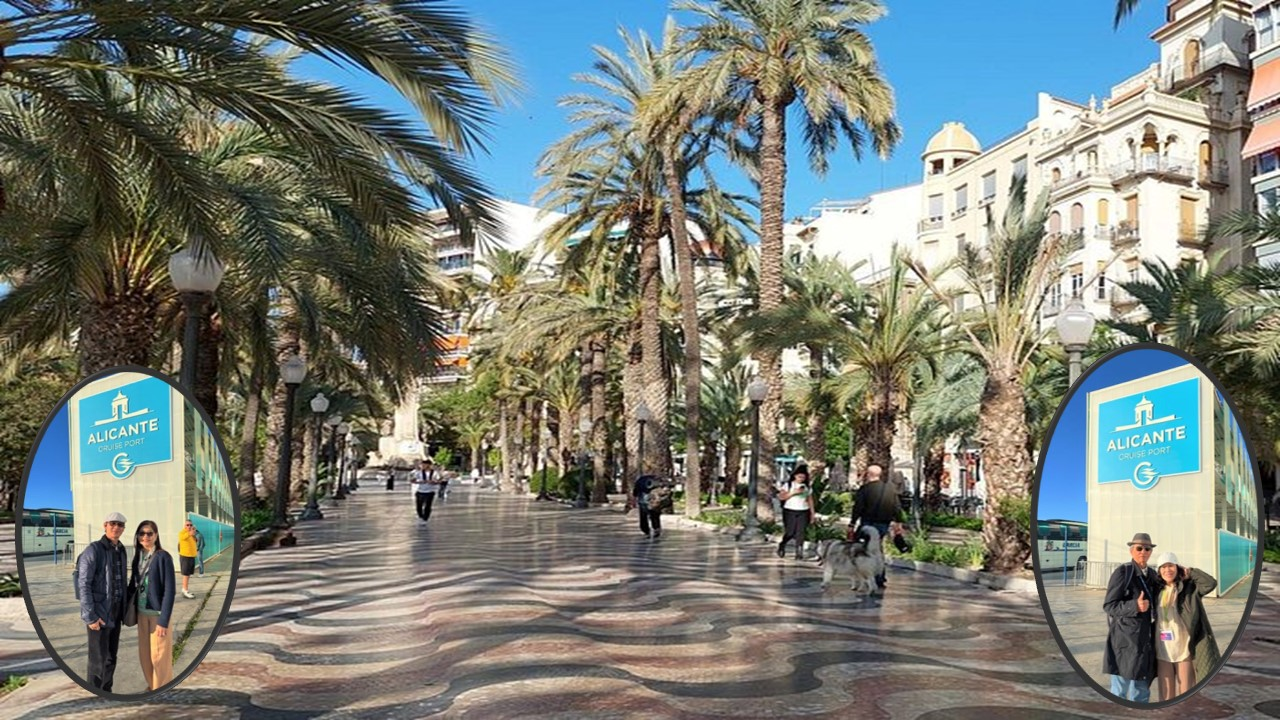 ALICANTE
CRUISE PORT
G
ALICANTE
CRUISE PORT
G